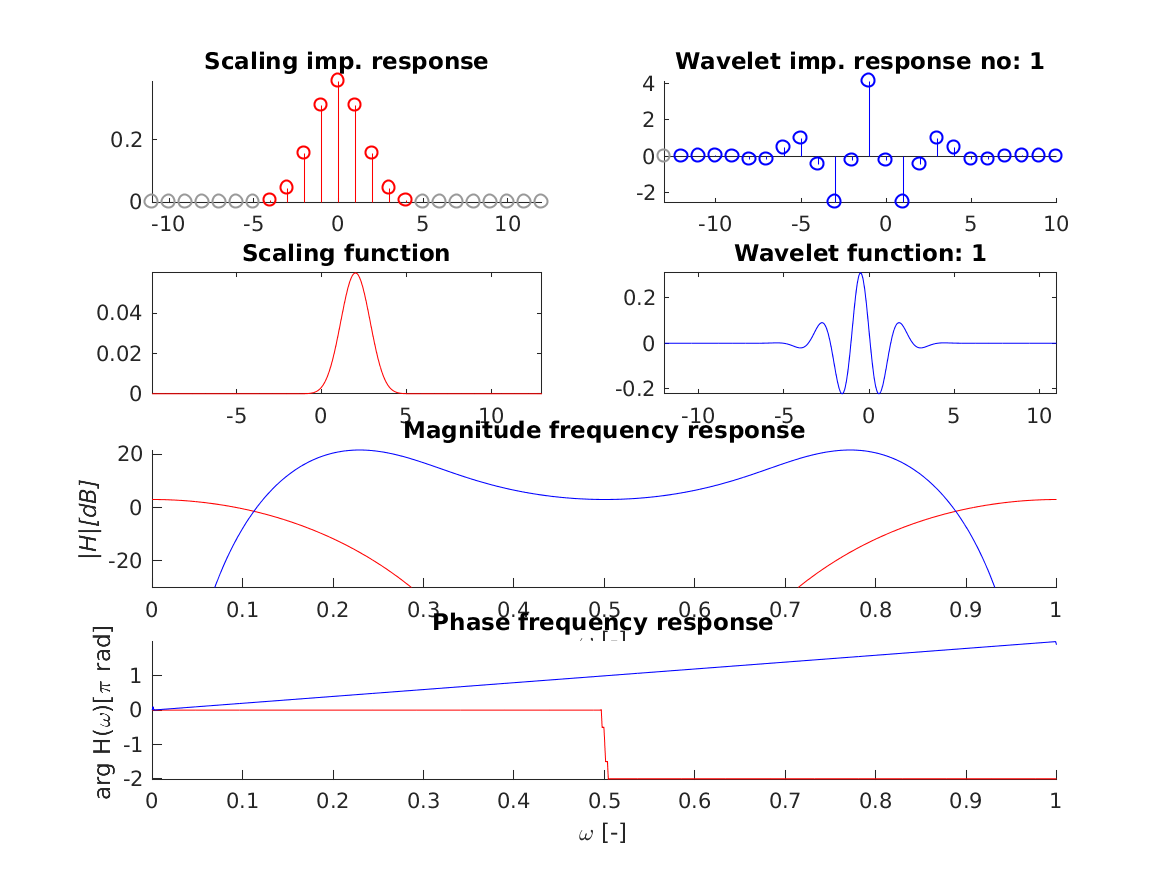 Scaling imp. response
0.2
0
-10 -5 0 5 10
Wavelet imp. response no: 1
4
2
0
-2
-10 -5 0 5 10
Scaling function
0.04
0.02
0
-5 0 5 10
Wavelet function: 1
0.2
0
-0.2
-10 -5 0 5 10
Magnitude frequency response
|H|[dB]
20
0
-20
0 0.1 0.2 0.3 0.4 0.5 0.6 0.7 0.8 0.9 1
ω [-]
Phase frequency response
arg H(ω)[π rad]
1
0
-1
-2
0 0.1 0.2 0.3 0.4 0.5 0.6 0.7 0.8 0.9 1
ω [-]